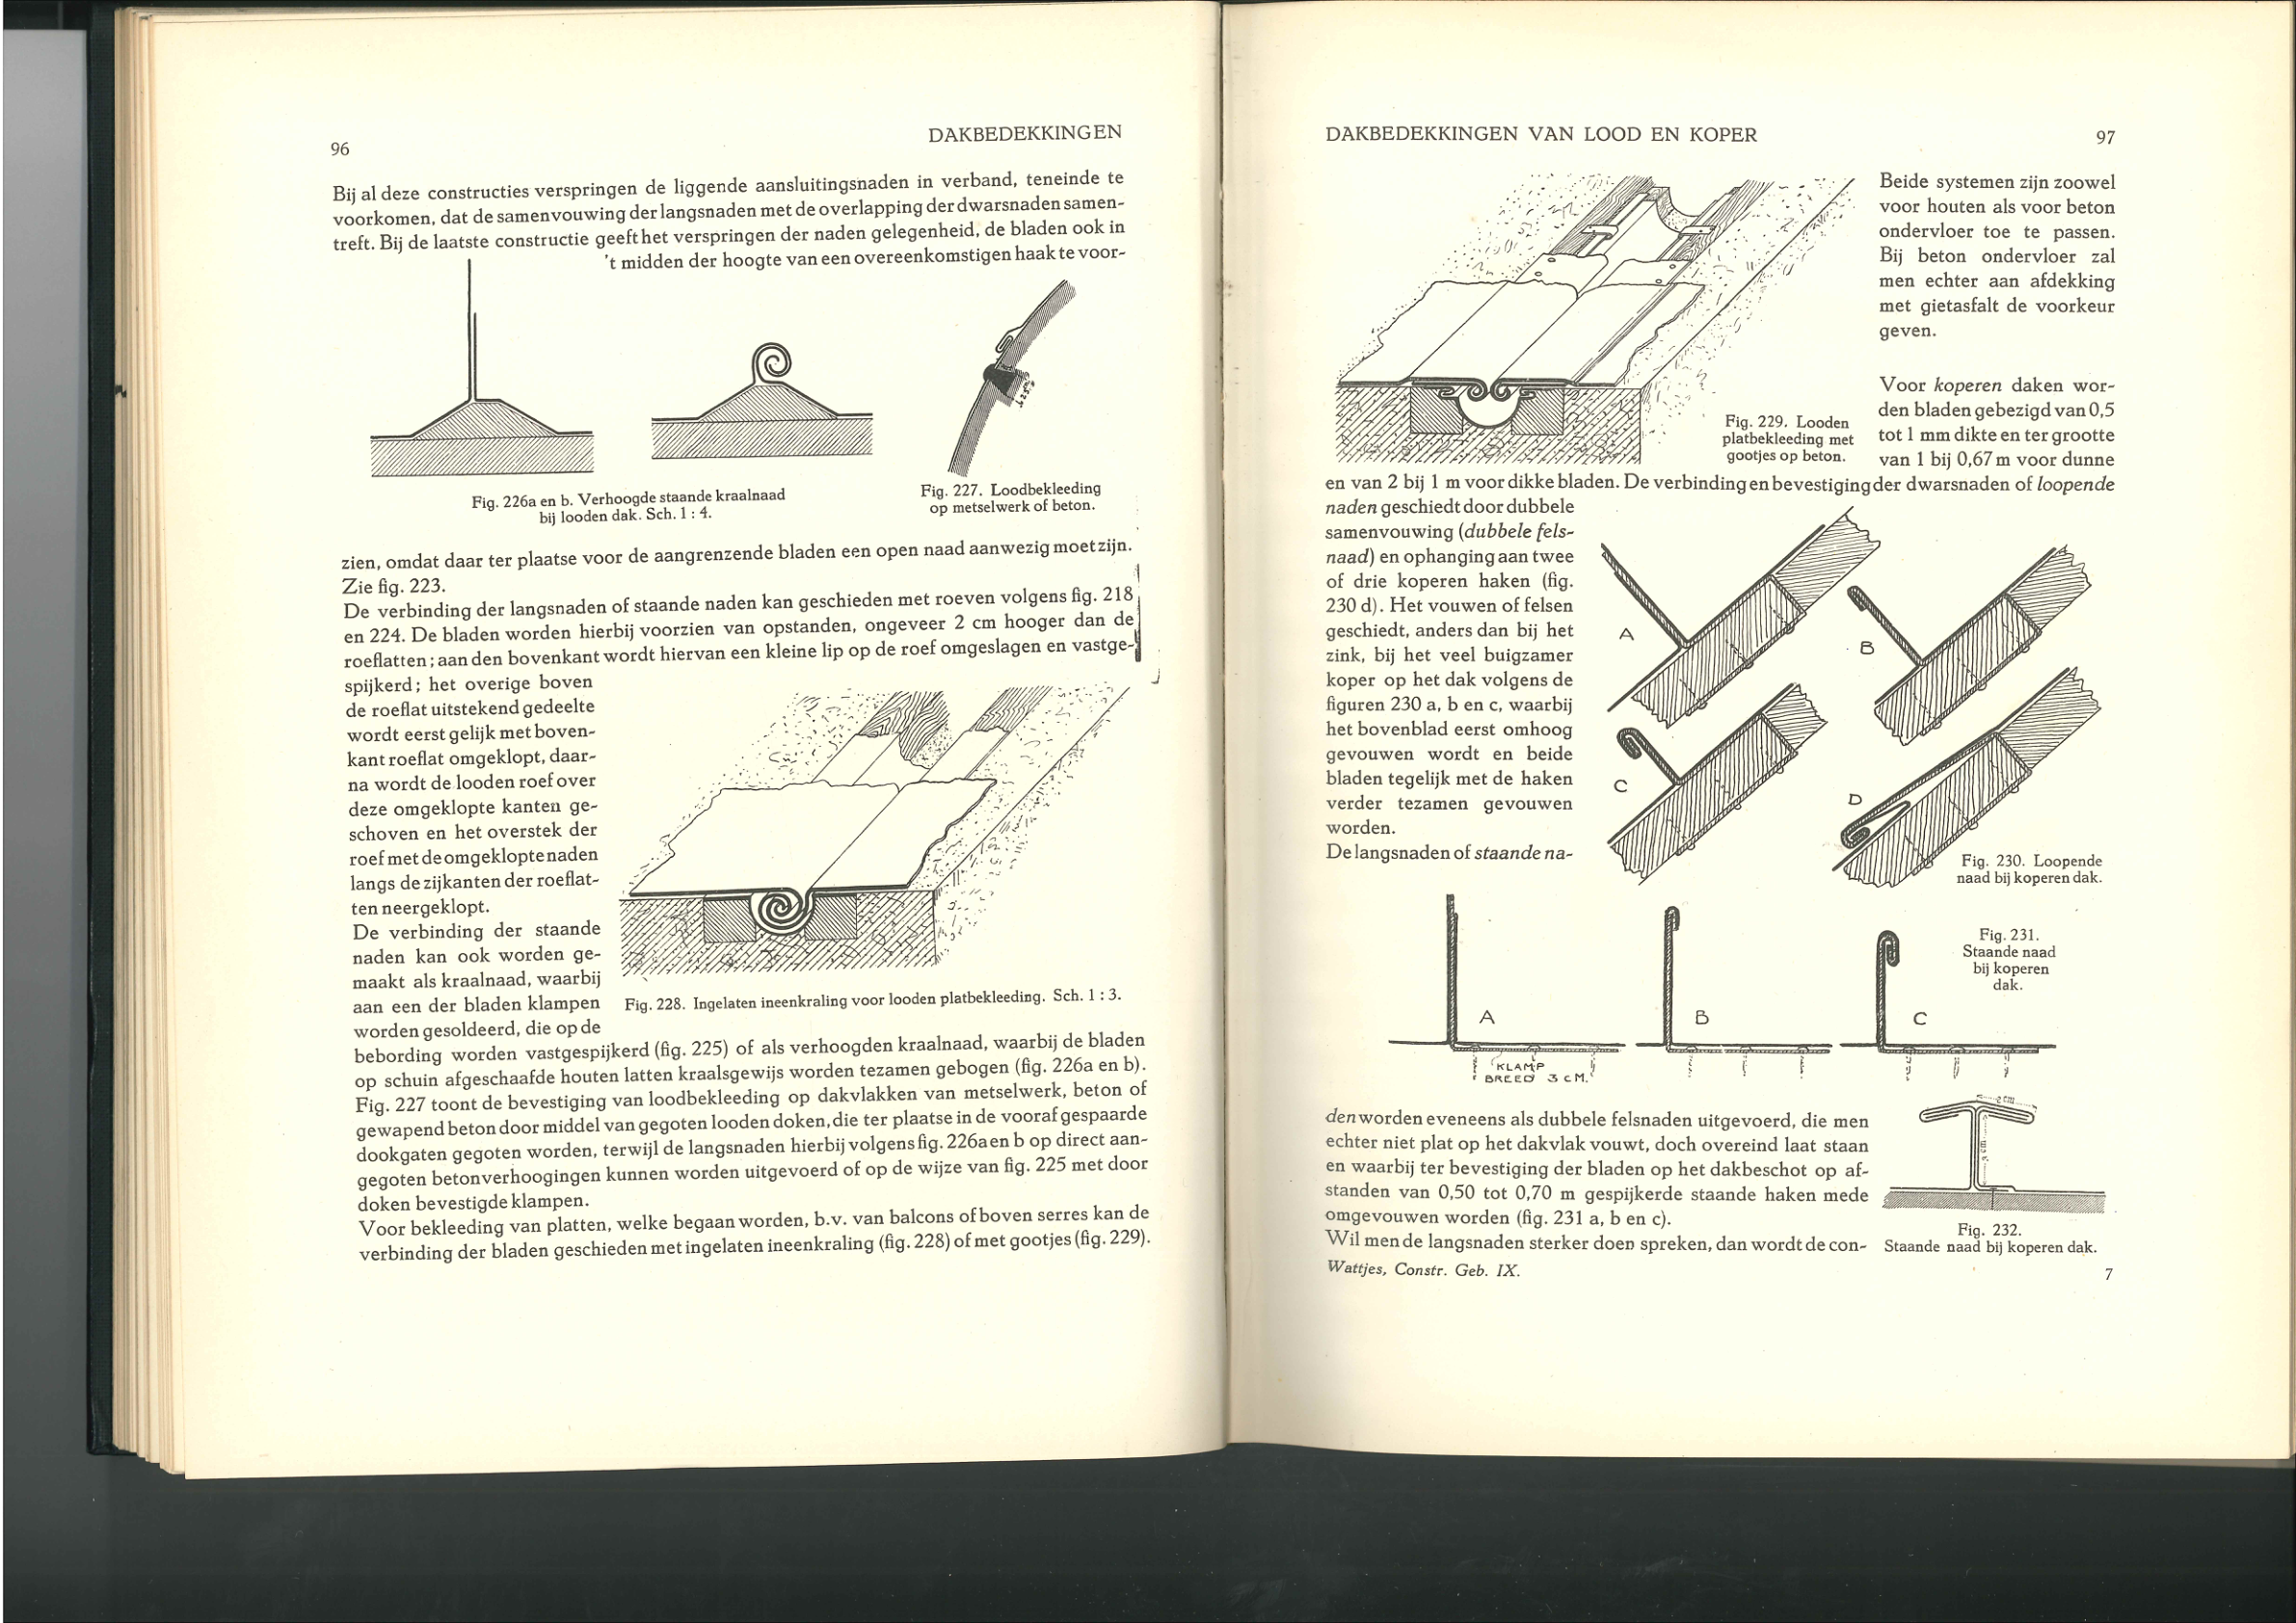 96
DAKBEDEKKINGEN
Bij al deze constructies verspringen de liggende aansluitingsnaden in verband, teneinde te
voorkomen, dat de samenvouwing der langsnaden met de overlapping der dwarsnaden samen-
treft. Bij de laatste constructie geeft het verspringen der naden gelegenheid, de bladen ook in
't midden der hoogte van een overeenkomstigen haak te voor-
Fig. 226a en b. Verhoogde staande kraalnaad
bij looden dak. Sch. 1 : 4.
Fig. 227. Loodbekleeding
op metselwerk of beton.
zien, omdat daar ter plaatse voor de aangrenzende bladen een open naad aanwezig moet zijn.
Zie fig. 223.
De verbinding der langsnaden of staande naden kan geschieden met roeven volgens fig. 218
en 224. De bladen worden hierbij voorzien van opstanden, ongeveer 2 cm hooger dan de
roeflatten; aan den bovenkant wordt hiervan een kleine lip op de roef omgeslagen en vastge-
spijkerd; het overige boven
de roeflat uitstekend gedeelte
wordt eerst gelijk met boven-
kant roeflat omgeklopt, daar-
na wordt de looden roef over
deze omgeklopte kanten ge-
schoven en het overstek der
roef met de omgeklopte naden
langs de zijkanten der roeflat-
ten neergeklopt.
De verbinding der staande
naden kan ook worden ge-
maakt als kraalnaad, waarbij
aan een der bladen klampen
worden gesoldeerd, die op de
Fig. 228. Ingelaten ineenkraling voor looden platbekleeding. Sch. 1 : 3.
bebording worden vastgespijkerd (fig. 225) of als verhoogden kraalnaad, waarbij de bladen
op schuin afgeschaafde houten latten kraalsgewijs worden tezamen gebogen (fig. 226a en b).
Fig. 227 toont de bevestiging van loodbekleeding op dakvlakken van metselwerk, beton of
gewapend beton door middel van gegoten looden doken, die ter plaatse in de vooraf gespaarde
dookgaten gegoten worden, terwijl de langsnaden hierbij volgens fig. 226a en b op direct aan-
gegoten betonverhoogingen kunnen worden uitgevoerd of op de wijze van fig. 225 met door
doken bevestigde klampen.
Voor bekleeding van platten, welke begaan worden, b.v. van balcons of boven serres kan de
verbinding der bladen geschieden met ingelaten ineenkraling (fig. 228) of met gootjes (fig. 229).
DAKBEDEKKINGEN VAN LOOD EN KOPER
97
Beide systemen zijn zoowel
voor houten als voor beton
ondervloer toe te passen.
Bij beton ondervloer zal
men echter aan afdekking
met gietasfalt de voorkeur
geven.
Fig. 229. Looden
platbekleeding met
gootjes op beton.
Voor koperen daken wor-
den bladen gebezigd van 0,5
tot 1 mm dikte en ter grootte
van 1 bij 0,67 m voor dunne
en van 2 bij 1 m voor dikke bladen. De verbinding en bevestiging der dwarsnaden of loopende
naden geschiedt door dubbele
samenvouwing (dubbele fels-
naad) en ophanging aan twee
of drie koperen haken (fig.
230 d). Het vouwen of felsen
geschiedt, anders dan bij het
zink, bij het veel buigzamer
koper op het dak volgens de
figuren 230 a, b en c, waarbij
het bovenblad eerst omhoog
gevouwen wordt en beide
bladen tegelijk met de haken
verder tezamen gevouwen
worden.
De langsnaden of staande na-
A
B
C
D
Fig. 230. Loopende
naad bij koperen dak.
Fig. 231.
Staande naad
bij koperen
dak.
A
B
C
KLAMP
BREED 3 cM.
2 cm
den worden eveneens als dubbele felsnaden uitgevoerd, die men
echter niet plat op het dakvlak vouwt, doch overeind laat staan
en waarbij ter bevestiging der bladen op het dakbeschot op af-
standen van 0,50 tot 0,70 m gespijkerde staande haken mede
omgevouwen worden (fig. 231 a, b en c).
Wil men de langsnaden sterker doen spreken, dan wordt de con-
Fig. 232.
Staande naad bij koperen dak.
Wattjes, Constr. Geb. IX.
7